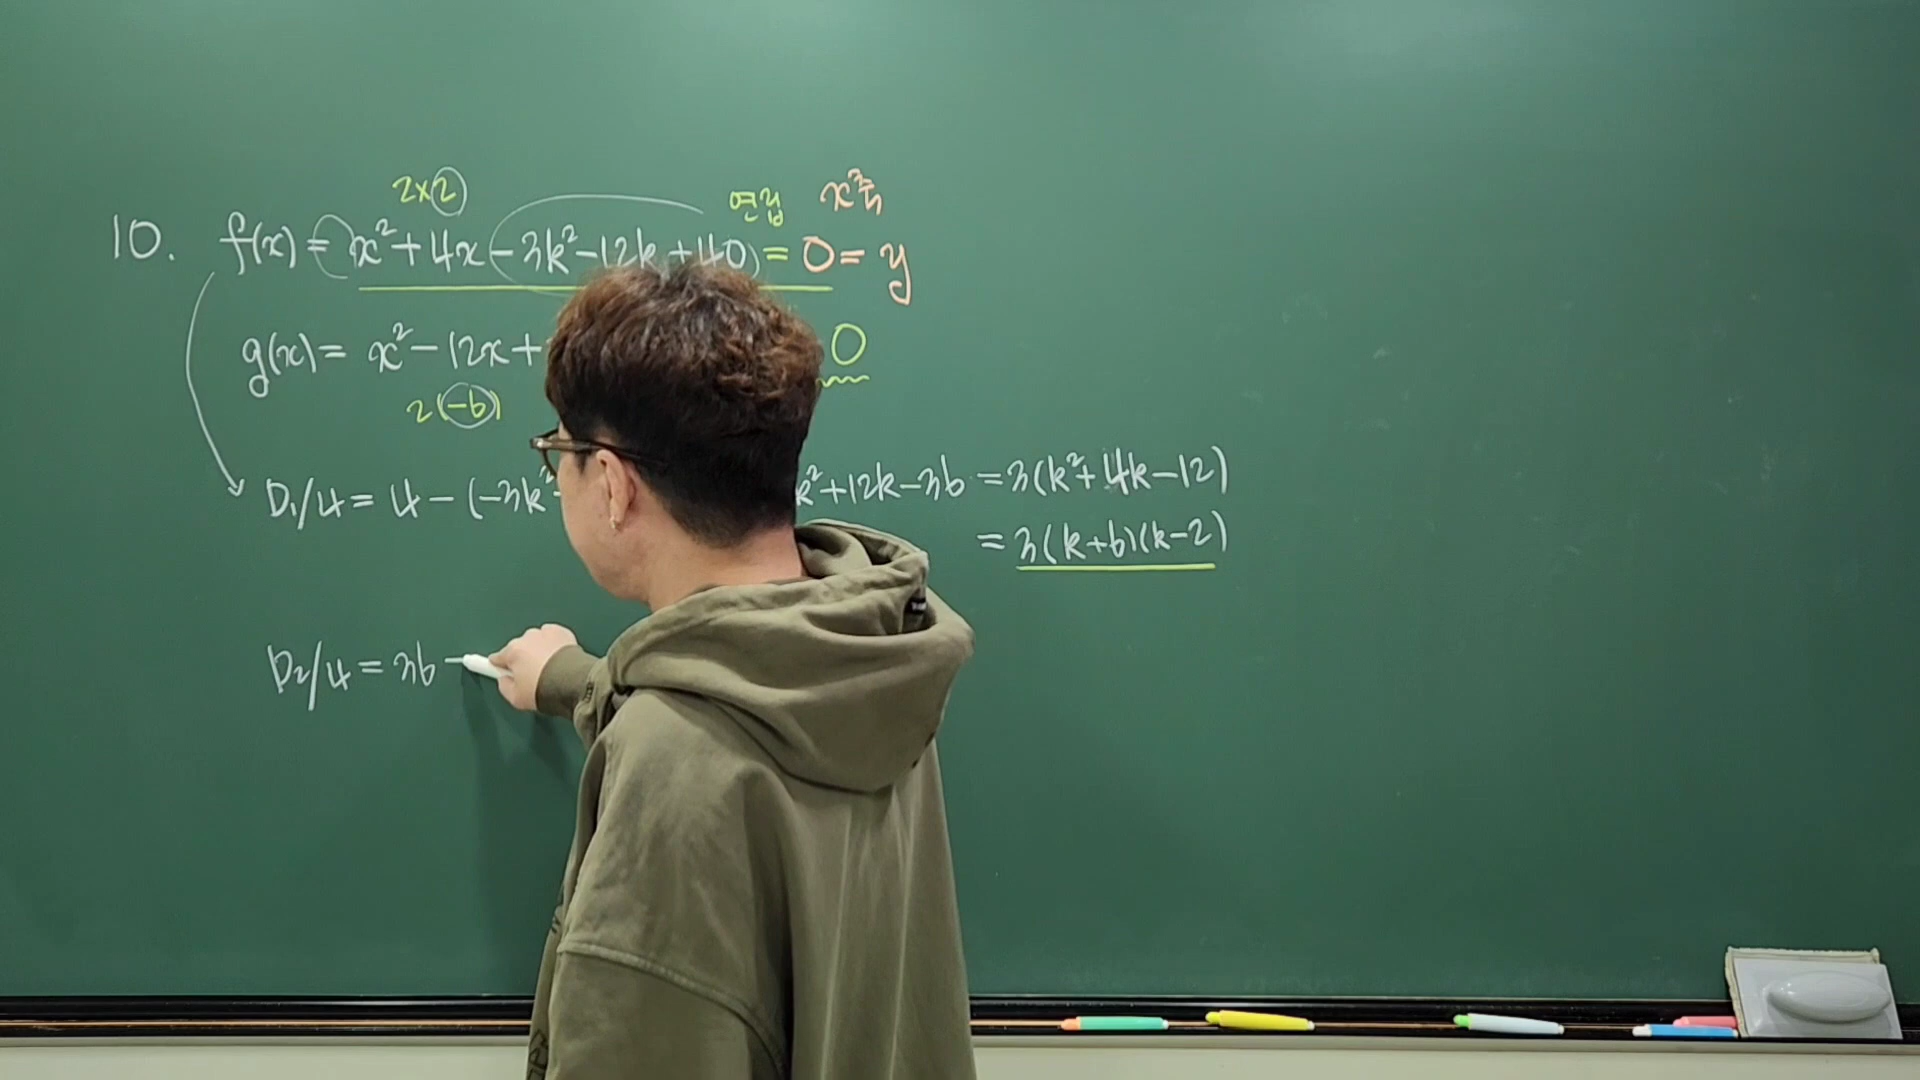 2×2 연립 x축
10. f(x) = x²+4x-3k²-12k+40) = 0 = y
g(x) = x²-12x+ 0
2(-6)
D₁/4 = 4-(-3k² k²+12k-36 = 3(k²+4k-12)
= 3(k+6)(k-2)
D₂/4 = 36 -